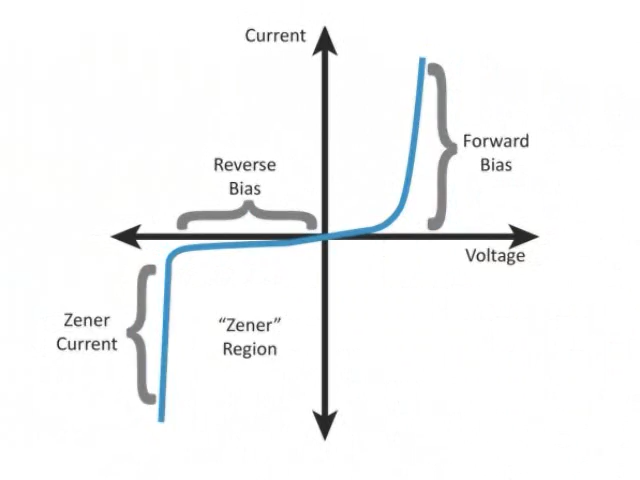 Current
Forward
Bias
Reverse
Bias
Voltage
Zener
Current
“Zener”
Region